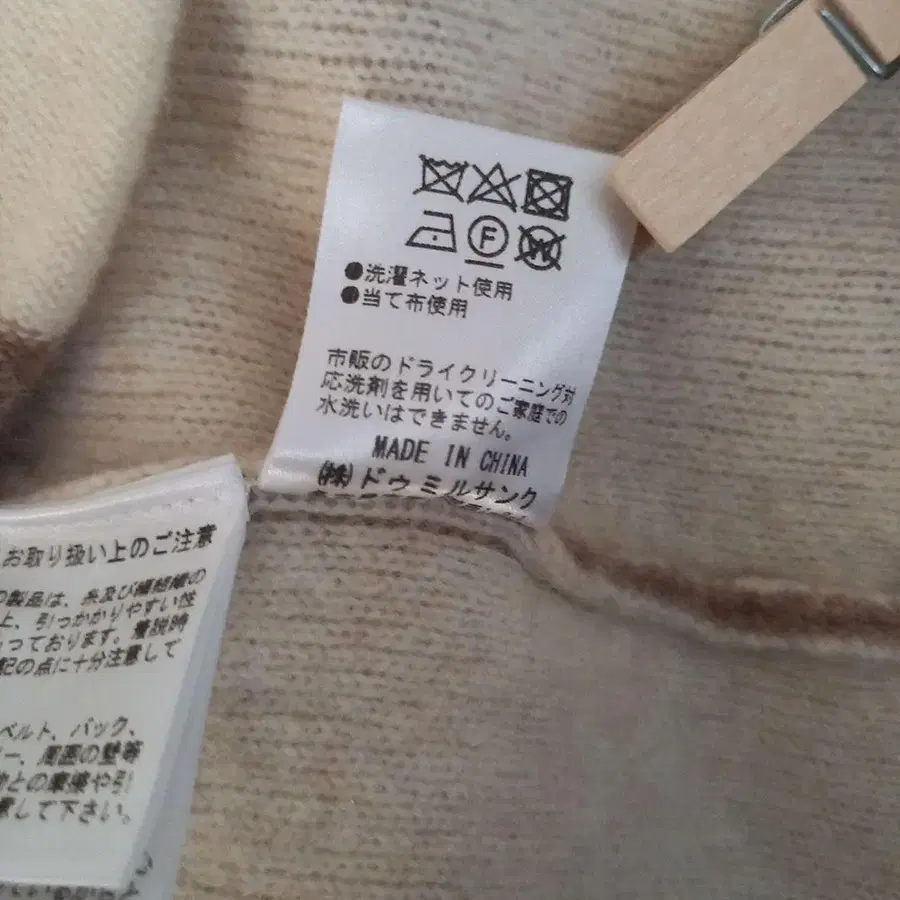 F W
●洗濯ネット使用
●当て布使用
市販のドライクリーニング対
応洗剤を用いてのご家庭での
水洗いはできません。
MADE IN CHINA
㈱ドゥミルサンク
お取り扱い上のご注意
製品は、糸及び編組織の
上、引っかかりやすい性
っております。着脱時
記の点に十分注意して
ベルト、バック、
ー、周囲の壁等
との摩擦や引
意して下さい。